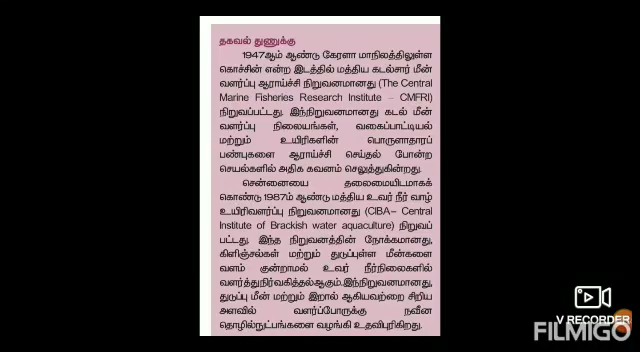 தகவல் துணுக்கு
1947ஆம் ஆண்டு கேரளா மாநிலத்திலுள்ள
கொச்சின் என்ற இடத்தில் மத்திய கடல்சார் மீன்
வளர்ப்பு ஆராய்ச்சி நிறுவனமானது (The Central
Marine Fisheries Research Institute – CMFRI)
நிறுவப்பட்டது. இந்நிறுவனமானது கடல் மீன்
வளர்ப்பு நிலையங்கள், வகைப்பாட்டியல்
மற்றும் உயிரிகளின் பொருளாதாரப்
பண்புகளை ஆராய்ச்சி செய்தல் போன்ற
செயல்களில் அதிக கவனம் செலுத்துகின்றது.
சென்னையை தலைமையிடமாகக்
கொண்டு 1987ம் ஆண்டு மத்திய உவர் நீர் வாழ்
உயிரிவளர்ப்பு நிறுவனமானது (CIBA– Central
Institute of Brackish water aquaculture) நிறுவப்
பட்டது. இந்த நிறுவனத்தின் நோக்கமானது,
கிளிஞ்சல்கள் மற்றும் துடுப்புள்ள மீன்களை
வளம் குன்றாமல் உவர் நீர்நிலைகளில்
வளர்த்துநிர்வகித்தல்ஆகும்.இந்நிறுவனமானது,
துடுப்பு மீன் மற்றும் இறால் ஆகியவற்றை சிறிய
அளவில் வளர்ப்போருக்கு நவீன
தொழில்நுட்பங்களை வழங்கி உதவிபுரிகிறது.
V RECORDER
FILMIGO